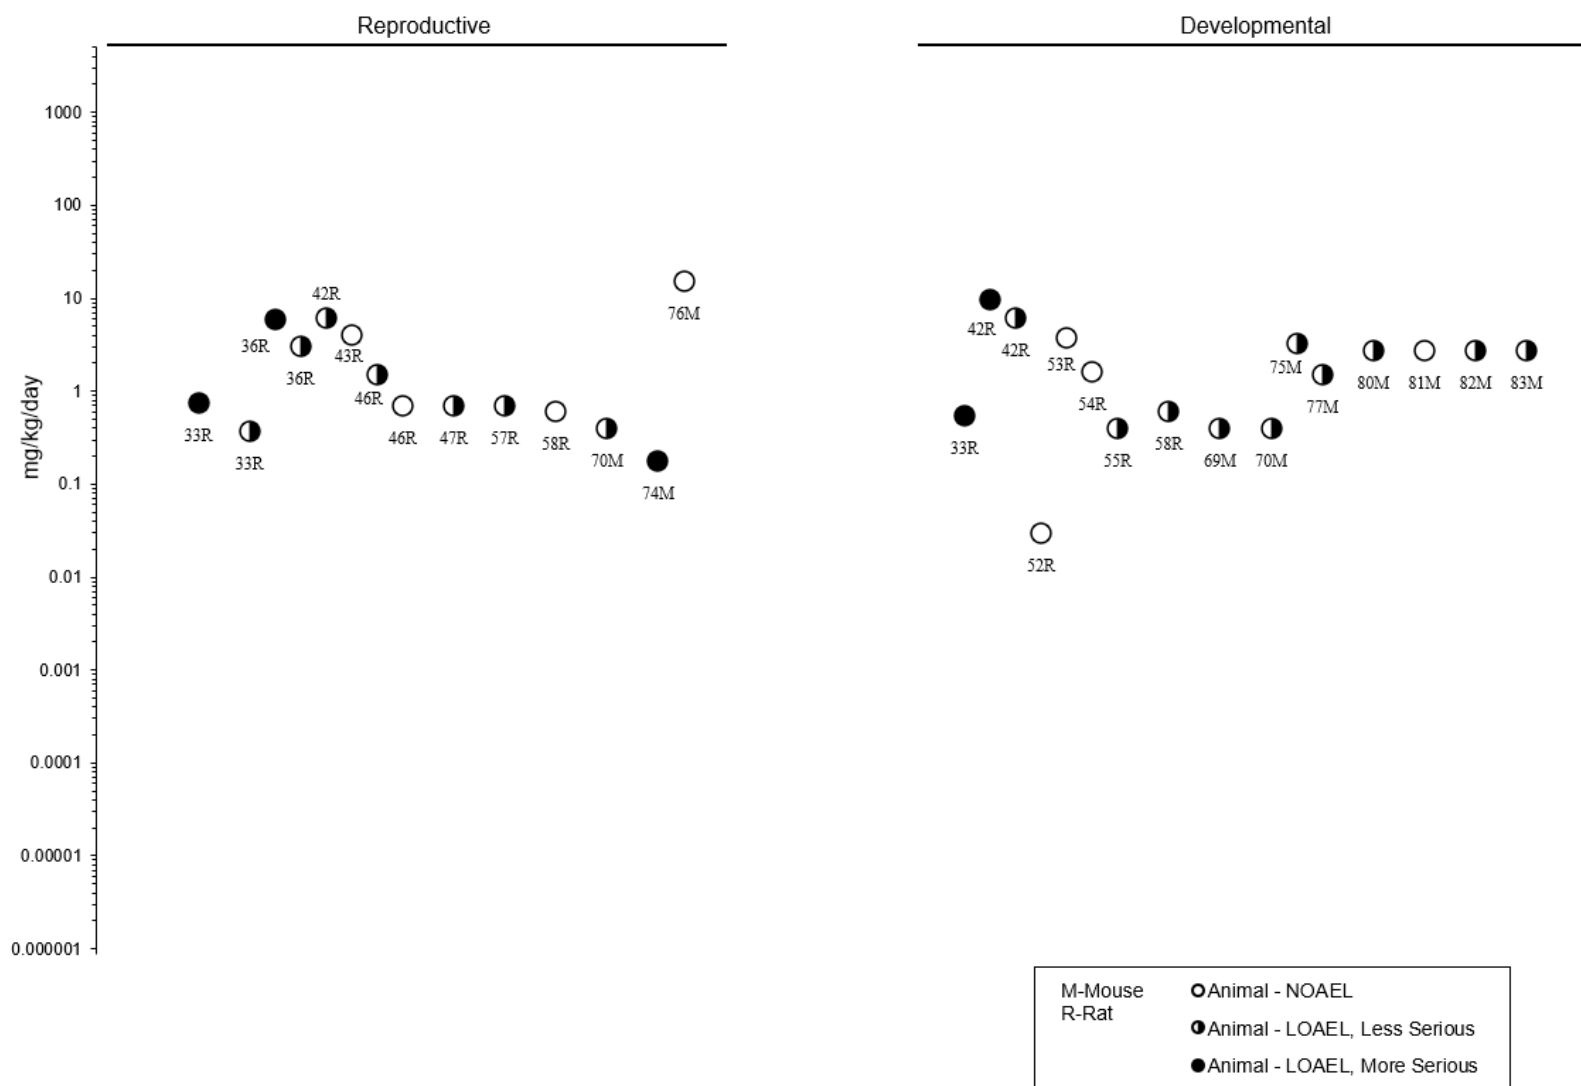 Reproductive
Developmental
mg/kg/day
1000
100
10
1
0.1
0.01
0.001
0.0001
0.00001
0.000001
33R
33R
36R
36R
42R
43R
46R
46R
47R
57R
58R
70M
74M
76M
33R
42R
42R
52R
53R
54R
55R
58R
69M
70M
75M
77M
80M
81M
82M
83M
M-Mouse
R-Rat
Animal - NOAEL
Animal - LOAEL, Less Serious
Animal - LOAEL, More Serious